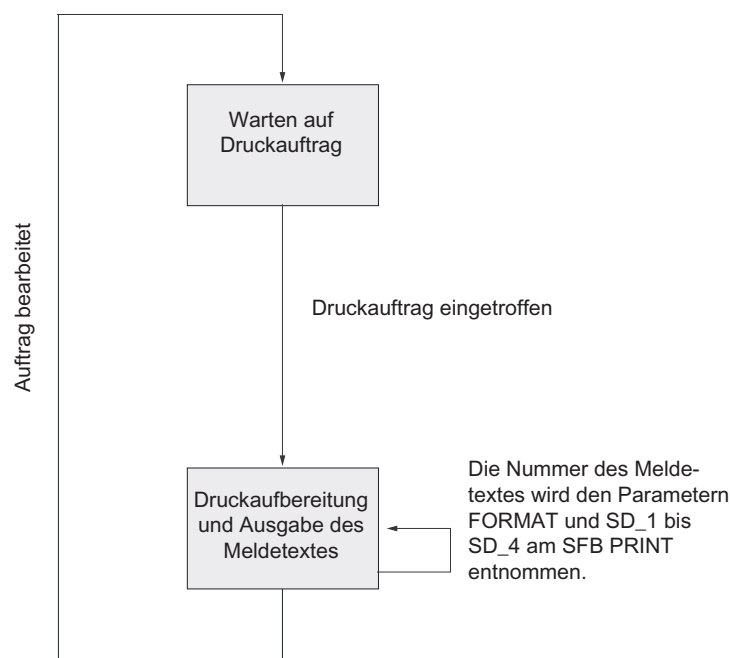 Warten auf
Druckauftrag
Auftrag bearbeitet
Druckauftrag eingetroffen
Druckaufbereitung
und Ausgabe des
Meldetextes
Die Nummer des Melde-
textes wird den Parametern
FORMAT und SD_1 bis
SD_4 am SFB PRINT
entnommen.